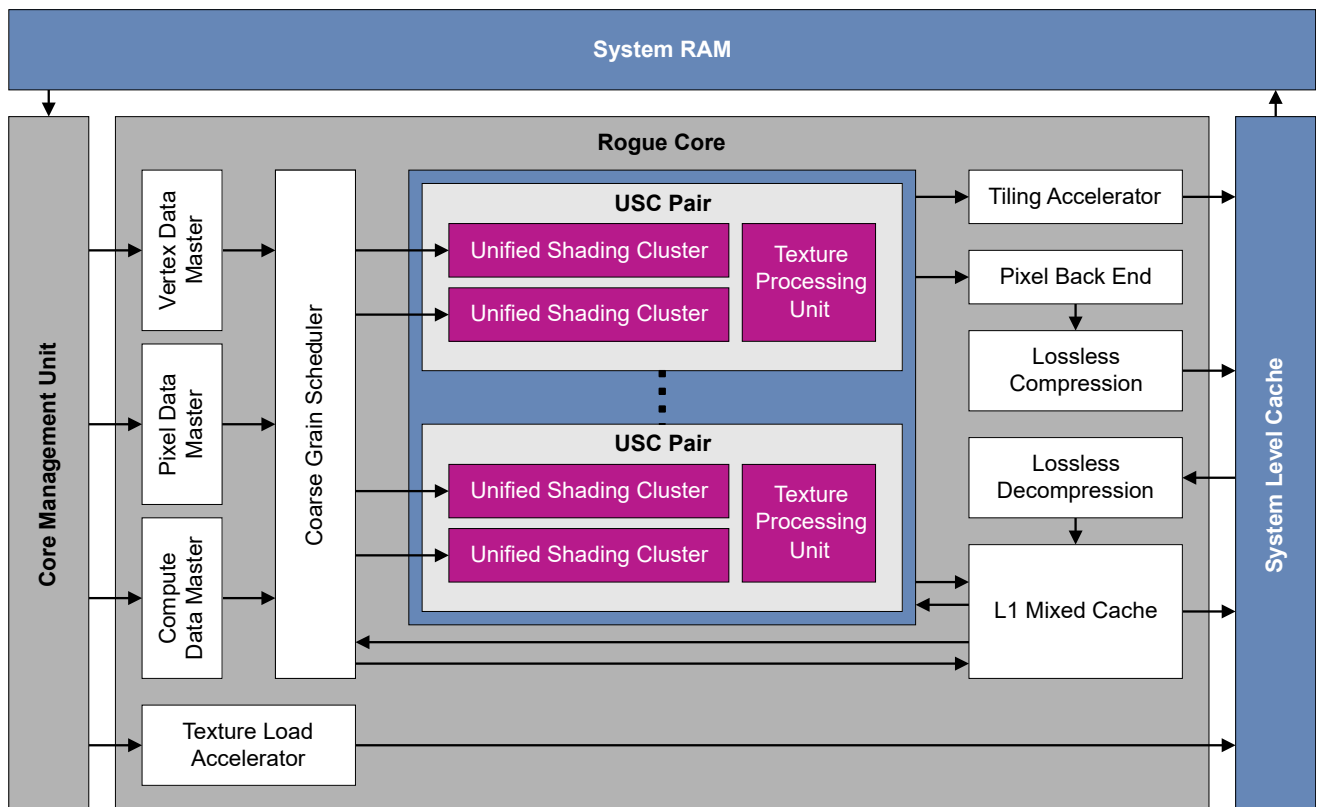 System RAM
Core Management Unit
Rogue Core
Vertex Data
Master
Pixel Data
Master
Compute
Data Master
Coarse Grain Scheduler
USC Pair
Unified Shading Cluster
Unified Shading Cluster
Texture
Processing
Unit
USC Pair
Unified Shading Cluster
Unified Shading Cluster
Texture
Processing
Unit
Tiling Accelerator
Pixel Back End
Lossless
Compression
Lossless
Decompression
L1 Mixed Cache
Texture Load
Accelerator
System Level Cache